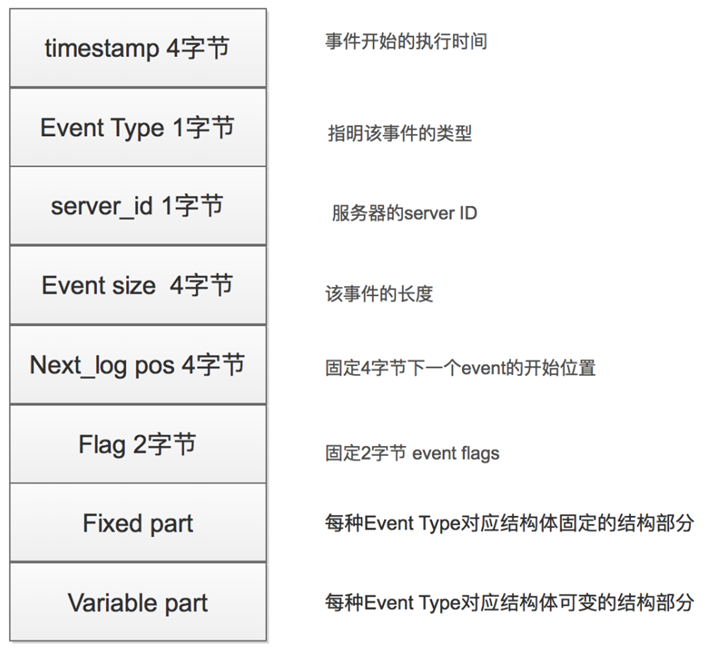 timestamp 4字节
事件开始的执行时间
Event Type 1字节
指明该事件的类型
server_id 1字节
服务器的server ID
Event size 4字节
该事件的长度
Next_log pos 4字节
固定4字节下一个event的开始位置
Flag 2字节
固定2字节 event flags
Fixed part
每种Event Type对应结构体固定的结构部分
Variable part
每种Event Type对应结构体可变的结构部分